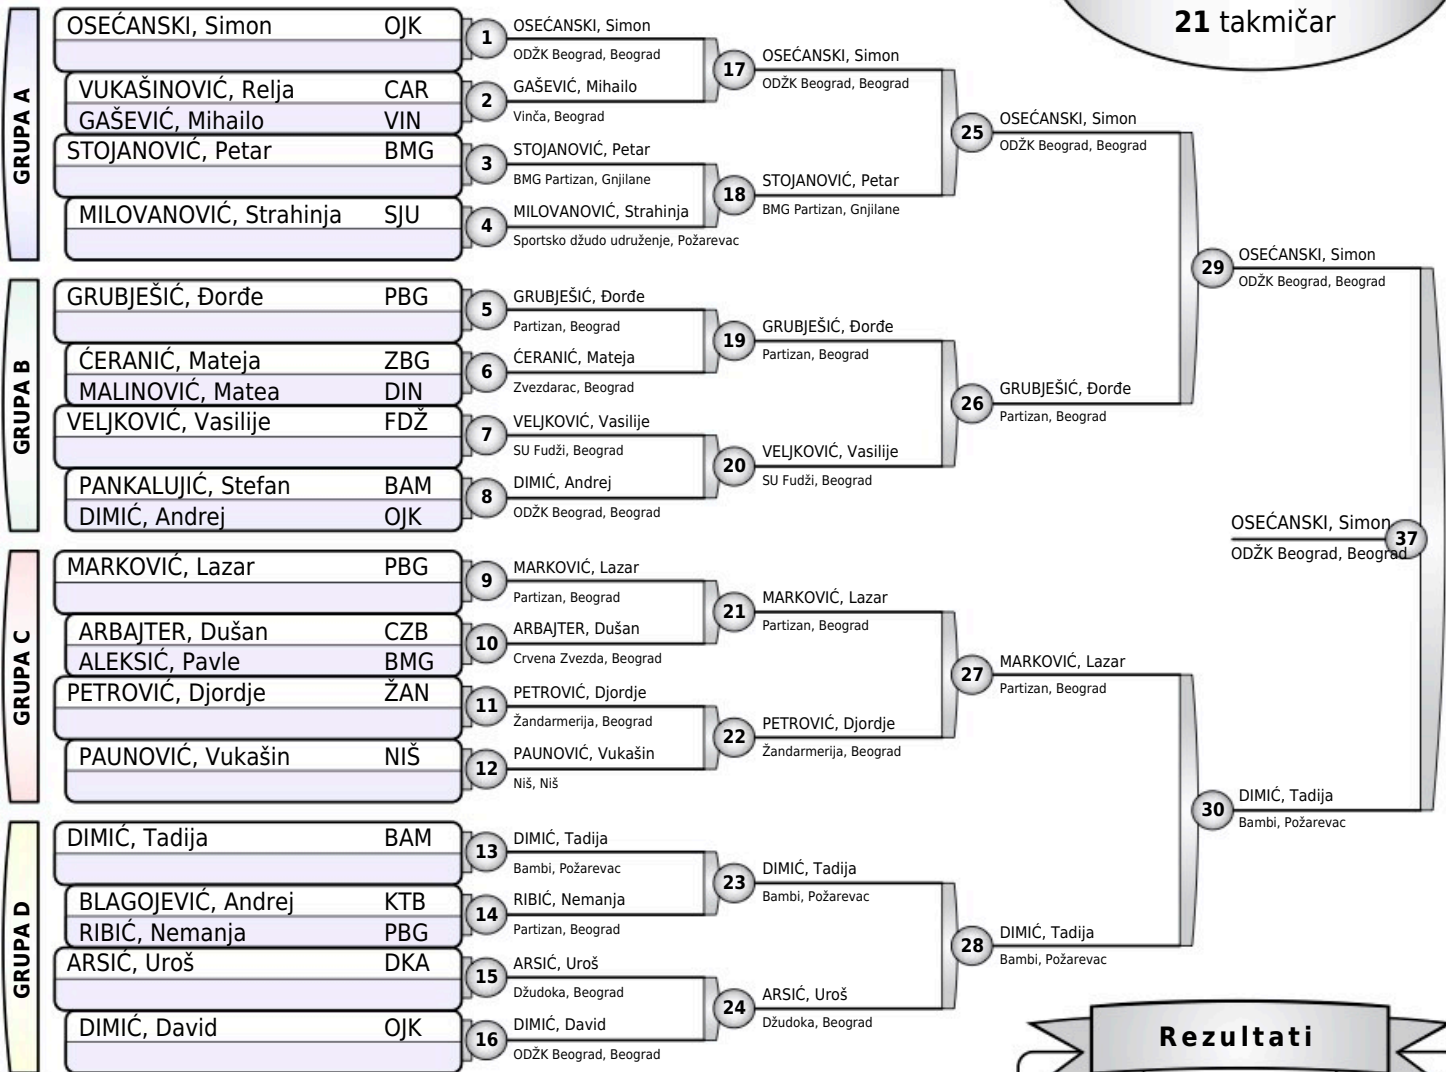 21 takmičar
GRUPA A
OSEĆANSKI, Simon OJK
VUKAŠINOVIĆ, Relja CAR
GAŠEVIĆ, Mihailo VIN
STOJANOVIĆ, Petar BMG
MILOVANOVIĆ, Strahinja SJU
1
OSEĆANSKI, Simon
ODŽK Beograd, Beograd
2
GAŠEVIĆ, Mihailo
Vinča, Beograd
3
STOJANOVIĆ, Petar
BMG Partizan, Gnjilane
4
MILOVANOVIĆ, Strahinja
Sportsko džudo udruženje, Požarevac
17
OSEĆANSKI, Simon
ODŽK Beograd, Beograd
18
STOJANOVIĆ, Petar
BMG Partizan, Gnjilane
25
OSEĆANSKI, Simon
ODŽK Beograd, Beograd
GRUPA B
GRUBJEŠIĆ, Đorđe PBG
ĆERANIĆ, Mateja ZBG
MALINOVIĆ, Matea DIN
VELJKOVIĆ, Vasilije FDŽ
PANKALUJIĆ, Stefan BAM
DIMIĆ, Andrej OJK
5
GRUBJEŠIĆ, Đorđe
Partizan, Beograd
6
ĆERANIĆ, Mateja
Zvezdarac, Beograd
7
VELJKOVIĆ, Vasilije
SU Fudži, Beograd
8
DIMIĆ, Andrej
ODŽK Beograd, Beograd
19
GRUBJEŠIĆ, Đorđe
Partizan, Beograd
20
VELJKOVIĆ, Vasilije
SU Fudži, Beograd
26
GRUBJEŠIĆ, Đorđe
Partizan, Beograd
29
OSEĆANSKI, Simon
ODŽK Beograd, Beograd
GRUPA C
MARKOVIĆ, Lazar PBG
ARBAJTER, Dušan CZB
ALEKSIĆ, Pavle BMG
PETROVIĆ, Djordje ŽAN
PAUNOVIĆ, Vukašin NIŠ
9
MARKOVIĆ, Lazar
Partizan, Beograd
10
ARBAJTER, Dušan
Crvena Zvezda, Beograd
11
PETROVIĆ, Djordje
Žandarmerija, Beograd
12
PAUNOVIĆ, Vukašin
Niš, Niš
21
MARKOVIĆ, Lazar
Partizan, Beograd
22
PETROVIĆ, Djordje
Žandarmerija, Beograd
27
MARKOVIĆ, Lazar
Partizan, Beograd
GRUPA D
DIMIĆ, Tadija BAM
BLAGOJEVIĆ, Andrej KTB
RIBIĆ, Nemanja PBG
ARSIĆ, Uroš DKA
DIMIĆ, David OJK
13
DIMIĆ, Tadija
Bambi, Požarevac
14
RIBIĆ, Nemanja
Partizan, Beograd
15
ARSIĆ, Uroš
Džudoka, Beograd
16
DIMIĆ, David
ODŽK Beograd, Beograd
23
DIMIĆ, Tadija
Bambi, Požarevac
24
ARSIĆ, Uroš
Džudoka, Beograd
28
DIMIĆ, Tadija
Bambi, Požarevac
30
DIMIĆ, Tadija
Bambi, Požarevac
37
OSEĆANSKI, Simon
ODŽK Beograd, Beograd
Rezultati